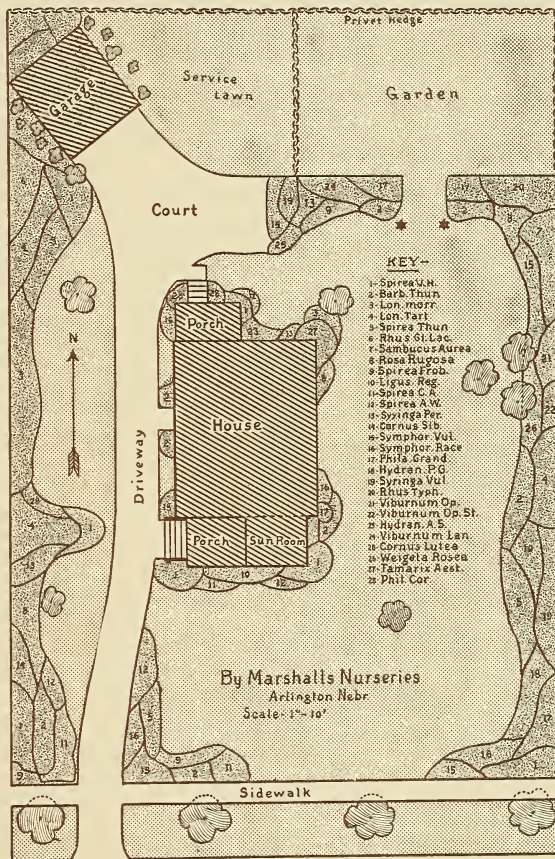 Privet Hedge
Garage
Service
Lawn
Garden
Court
N
Driveway
Porch
House
Porch
Sun Room
KEY-
1- Spirea V.H.
2- Barb. Thun
3- Lon. morr.
4- Lon. Tart
5- Spirea Thun
6- Rhus Gl. Lac.
7- Sambucus Aurea
8- Rosa Rugosa
9- Spirea Frob.
10- Ligus. Reg.
11- Spirea C.A.
12- Spirea A.W.
13- Syringa Per.
14- Cornus Sib.
15- Symphor. Vul.
16- Symphor. Race
17- Phila. Grand.
18- Hydran. P.G.
19- Syringa Vul.
20- Rhus Typh.
21- Viburnum Op.
22- Viburnum Op. St.
23- Hydran. A.S.
24- Viburnum Lan.
25- Cornus Lutea
26- Weigela Rosea
27- Tamarix Aest.
28 Phil. Cor.
By Marshalls Nurseries
Arlington Nebr.
Scale- 1"-10'
Sidewalk